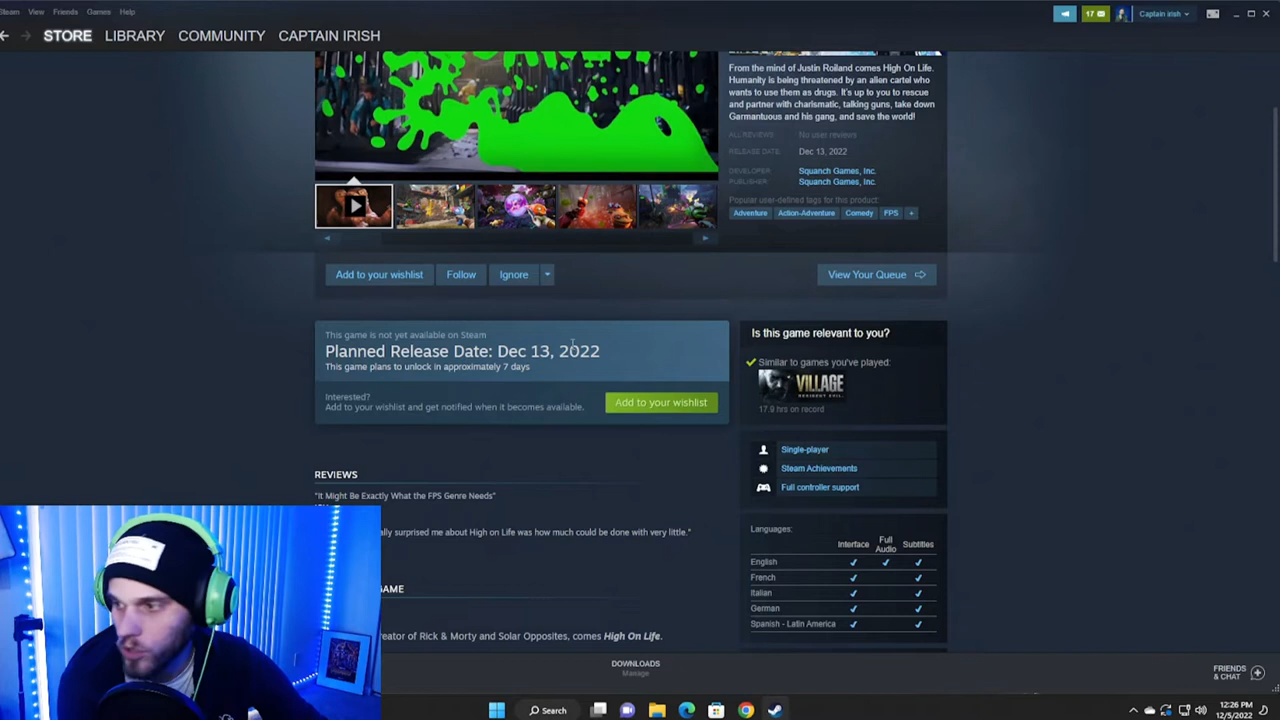 Steam View Friends Games Help
17
Captain irish
STORE LIBRARY COMMUNITY CAPTAIN IRISH
From the mind of Justin Roiland comes High On Life.
Humanity is being threatened by an alien cartel who
wants to use them as drugs. It's up to you to rescue
and partner with charismatic, talking guns, take down
Garmantuous and his gang, and save the world!
ALL REVIEWS: No user reviews
RELEASE DATE: Dec 13, 2022
DEVELOPER: Squanch Games, Inc.
PUBLISHER: Squanch Games, Inc.
Popular user-defined tags for this product:
Adventure Action-Adventure Comedy FPS +
Add to your wishlist Follow Ignore View Your Queue
This game is not yet available on Steam
Planned Release Date: Dec 13, 2022
This game plans to unlock in approximately 7 days
Interested?
Add to your wishlist and get notified when it becomes available.
Add to your wishlist
Is this game relevant to you?
Similar to games you've played:
VILLAGE
RESIDENT EVIL
17.9 hrs on record
Single-player
Steam Achievements
Full controller support
REVIEWS
"It Might Be Exactly What the FPS Genre Needs"
ally surprised me about High on Life was how much could be done with very little."
GAME
reator of Rick & Morty and Solar Opposites, comes High On Life.
Languages:
Interface Full Audio Subtitles
English ✔ ✔ ✔
French ✔ ✔
Italian ✔ ✔
German ✔ ✔
Spanish - Latin America ✔ ✔
DOWNLOADS
Manage
FRIENDS
& CHAT
Search
12:26 PM
12/5/2022